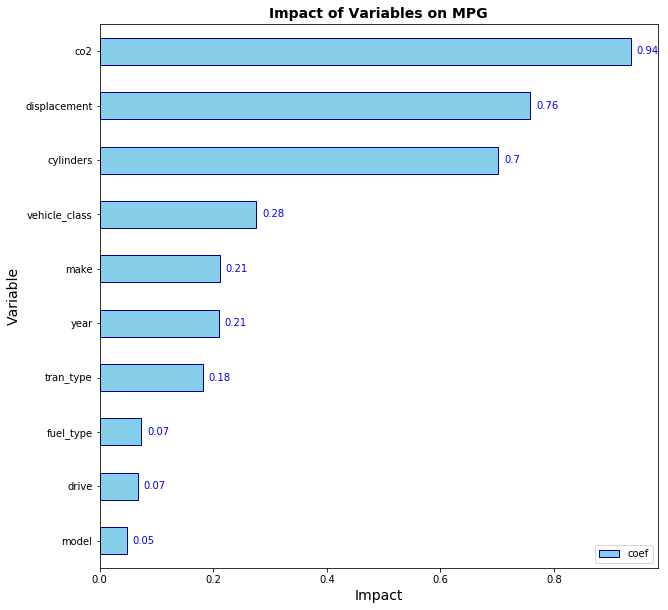 Impact of Variables on MPG
co2
0.94
displacement
0.76
cylinders
0.7
vehicle_class
0.28
make
0.21
year
0.21
tran_type
0.18
fuel_type
0.07
drive
0.07
model
0.05
Variable
coef
0.0 0.2 0.4 0.6 0.8
Impact